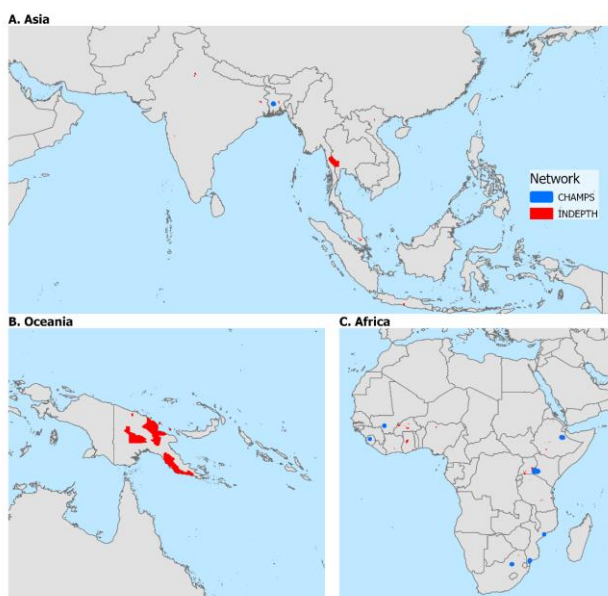 A. Asia
Network
CHAMPS
INDEPTH
B. Oceania
C. Africa